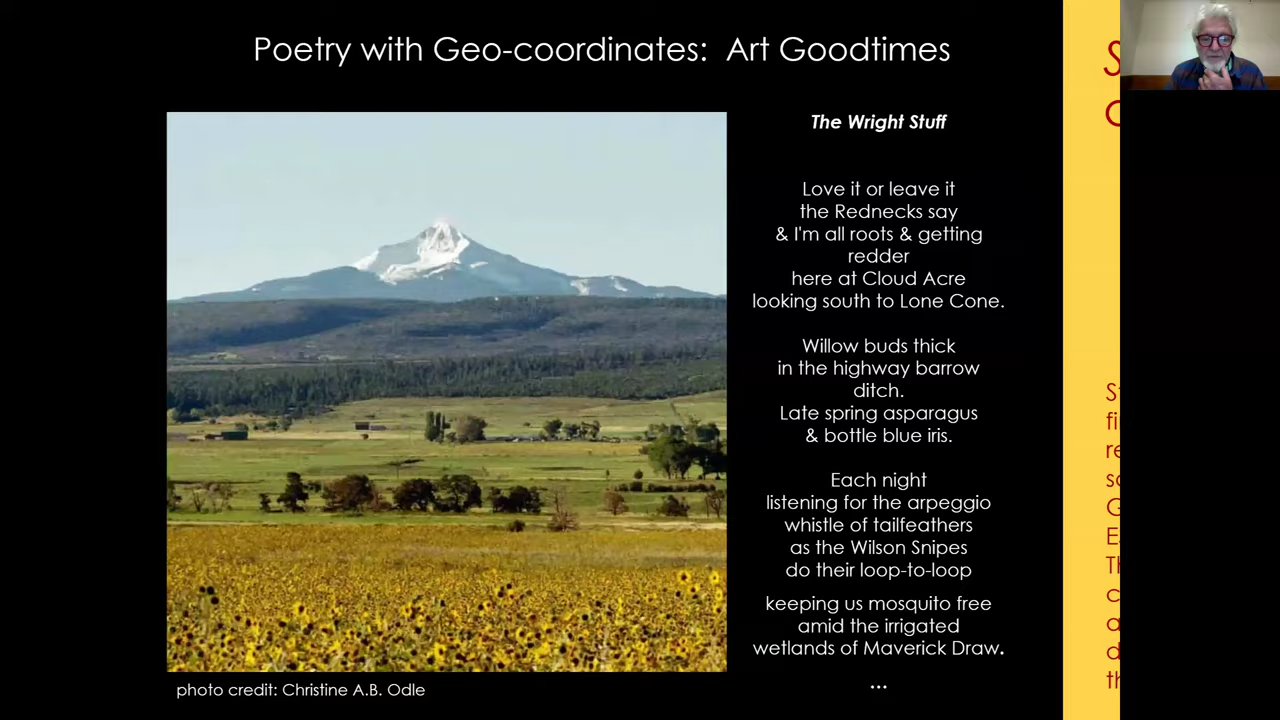 Poetry with Geo-coordinates:  Art Goodtimes
The Wright Stuff
Love it or leave it
the Rednecks say
& I'm all roots & getting
redder
here at Cloud Acre
looking south to Lone Cone.
Willow buds thick
in the highway barrow
ditch.
Late spring asparagus
& bottle blue iris.
Each night
listening for the arpeggio
whistle of tailfeathers
as the Wilson Snipes
do their loop-to-loop
keeping us mosquito free
amid the irrigated
wetlands of Maverick Draw.
...
photo credit: Christine A.B. Odle